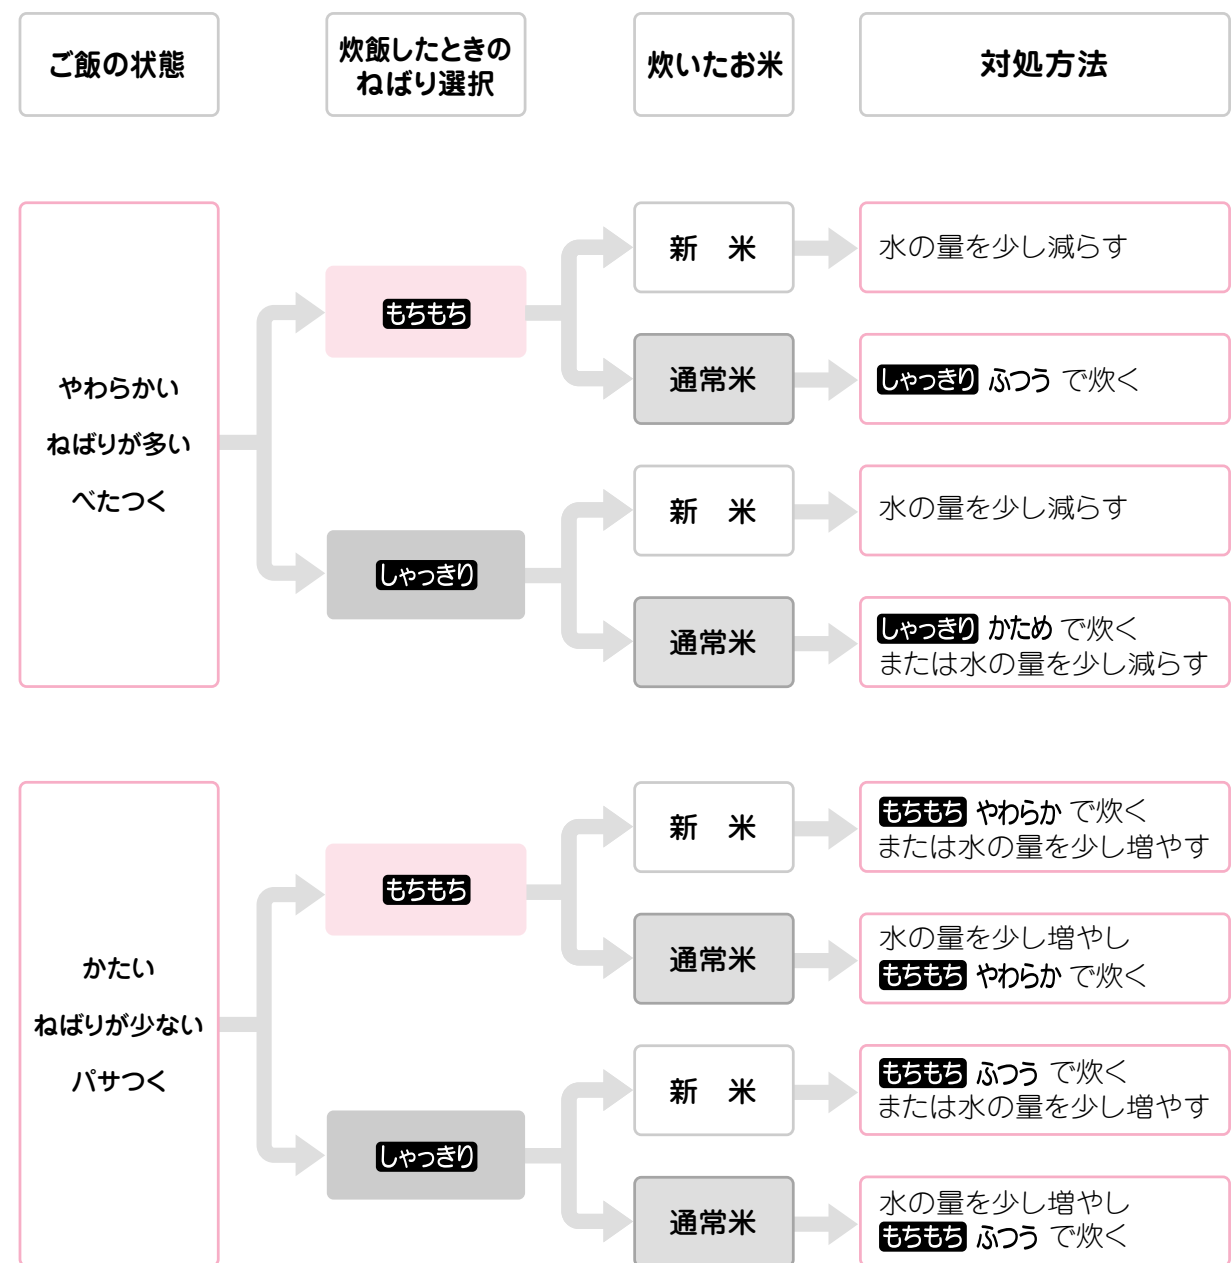 ご飯の状態
炊飯したときの
ねばり選択
炊いたお米
対処方法
やわらかい
ねばりが多い
べたつく
もちもち
新　米
水の量を少し減らす
通常米
しゃっきり ふつう で炊く
しゃっきり
新　米
水の量を少し減らす
通常米
しゃっきり かため で炊く
または水の量を少し減らす
かたい
ねばりが少ない
パサつく
もちもち
新　米
もちもち やわらか で炊く
または水の量を少し増やす
通常米
水の量を少し増やし
もちもち やわらか で炊く
しゃっきり
新　米
もちもち ふつう で炊く
または水の量を少し増やす
通常米
水の量を少し増やし
もちもち ふつう で炊く